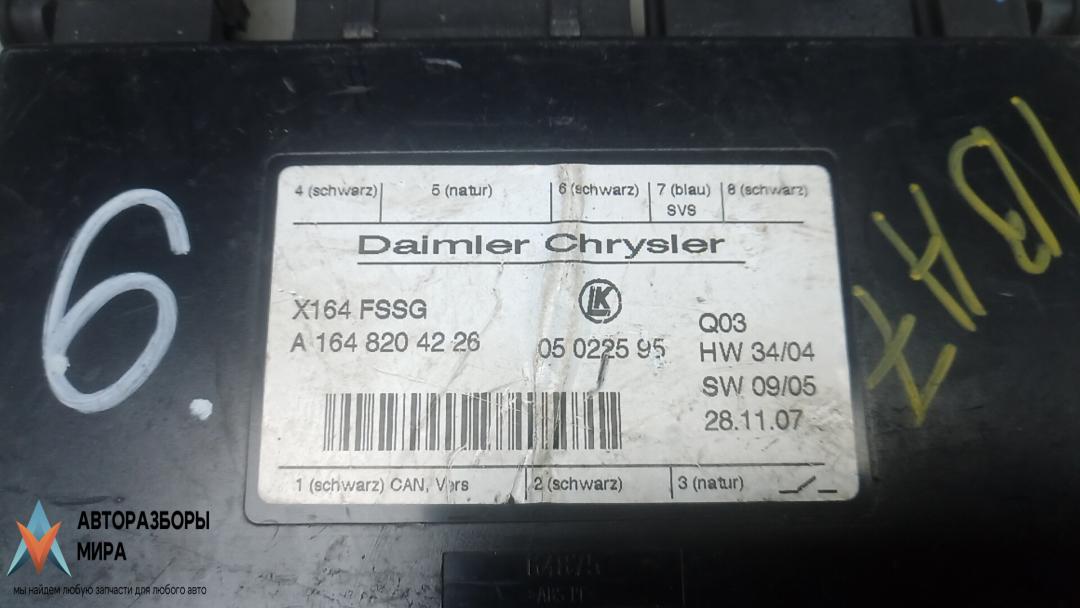 4 (schwarz) 5 (natur) 6 (schwarz) 7 (blau) 8 (schwarz)
SVS
Daimler Chrysler
X164 FSSG
LK
Q03
A 164 820 42 26 05 0225 95
HW 34/04
SW 09/05
28.11.07
1 (schwarz) CAN, Vers 2 (schwarz) 3 (natur)
6.
АВТОРАЗБОРЫ
МИРА
мы найдем любую запчасти для любого авто